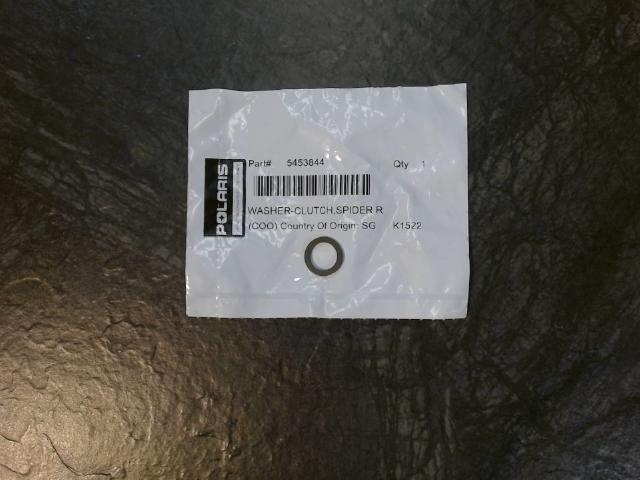 POLARIS
Part# 5453844 Qty 1
WASHER-CLUTCH,SPIDER R
(COO) Country Of Origin: SG K1522